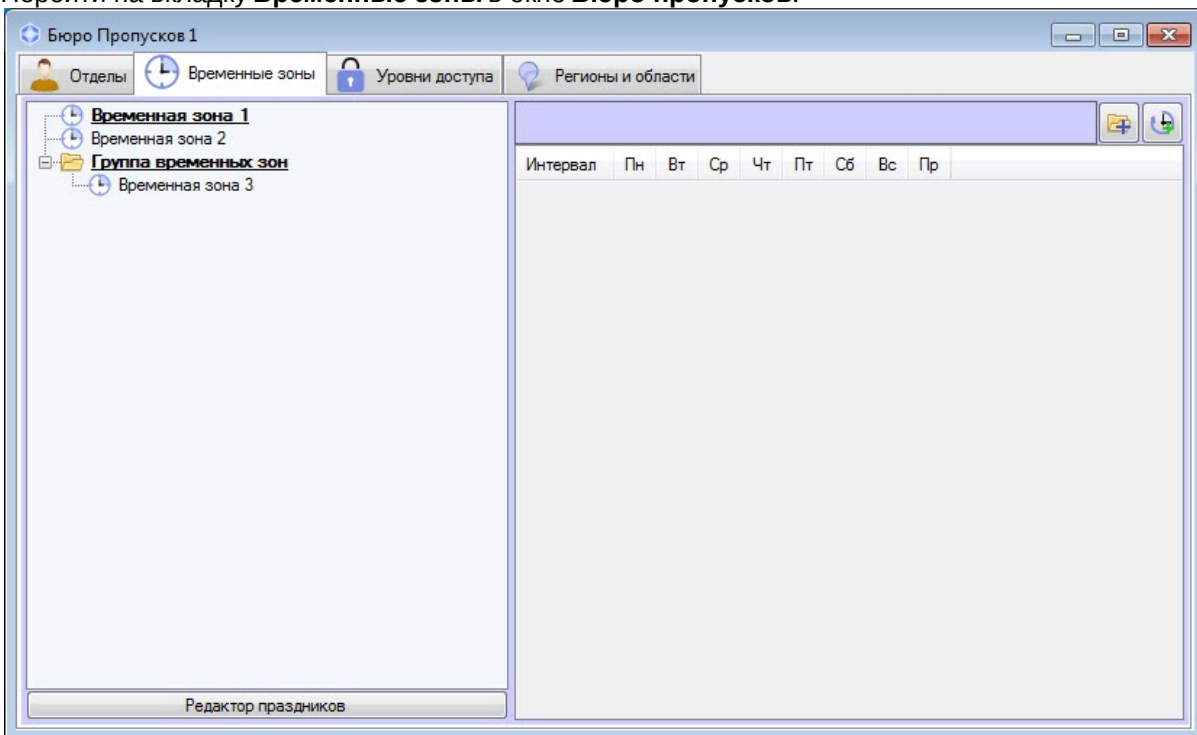 Перейти на вкладку Временные зоны в окне Бюро пропусков.
Бюро Пропусков 1
Отделы Временные зоны Уровни доступа Регионы и области
Временная зона 1
Временная зона 2
Группа временных зон
Временная зона 3
Интервал Пн Вт Ср Чт Пт Сб Вс Пр
Редактор праздников